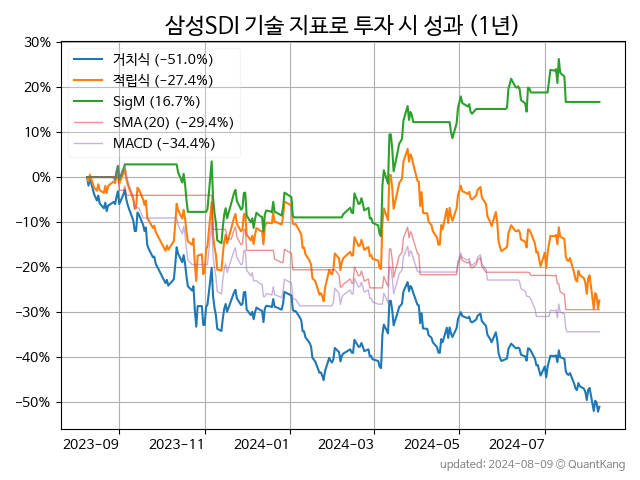 삼성SDI 기술 지표로 투자 시 성과 (1년)
30%
20%
10%
0%
−10%
−20%
−30%
−40%
−50%
거치식 (−51.0%)
적립식 (−27.4%)
SigM (16.7%)
SMA(20) (−29.4%)
MACD (−34.4%)
2023-09 2023-11 2024-01 2024-03 2024-05 2024-07
updated: 2024-08-09 © QuantKang